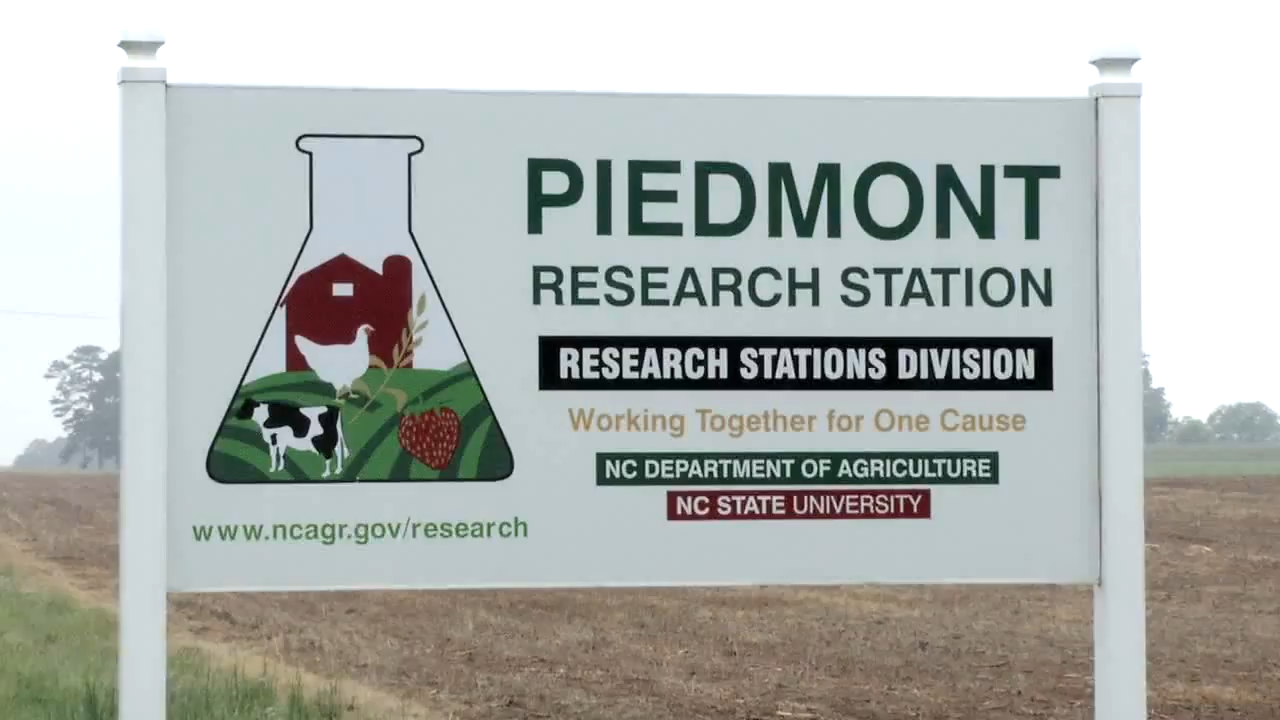 PIEDMONT
RESEARCH STATION
RESEARCH STATIONS DIVISION
Working Together for One Cause
NC DEPARTMENT OF AGRICULTURE
NC STATE UNIVERSITY
www.ncagr.gov/research